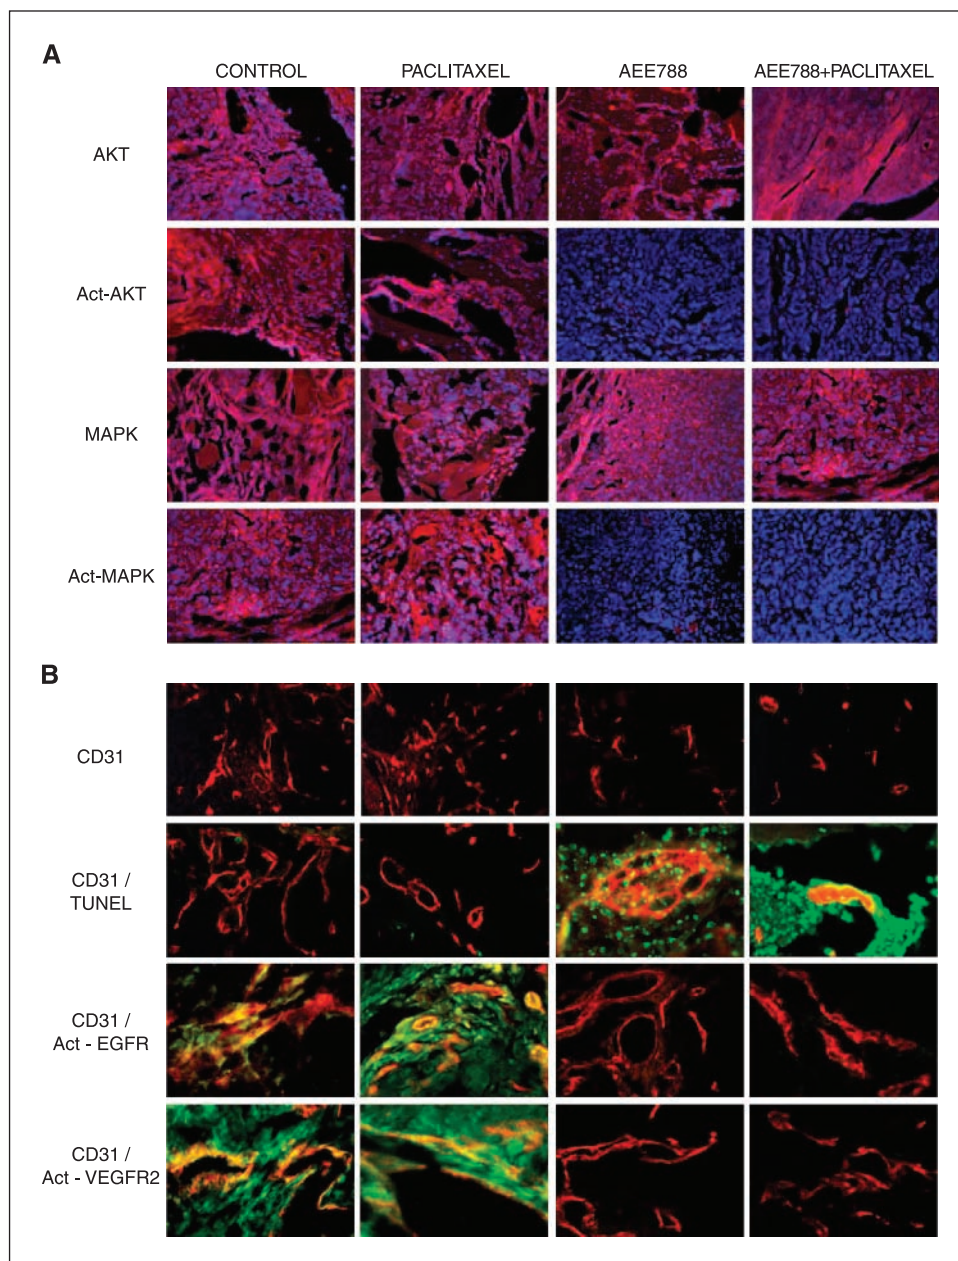 A
CONTROL PACLITAXEL AEE788 AEE788+PACLITAXEL
AKT
Act-AKT
MAPK
Act-MAPK
B
CD31
CD31 /
TUNEL
CD31 /
Act - EGFR
CD31 /
Act - VEGFR2